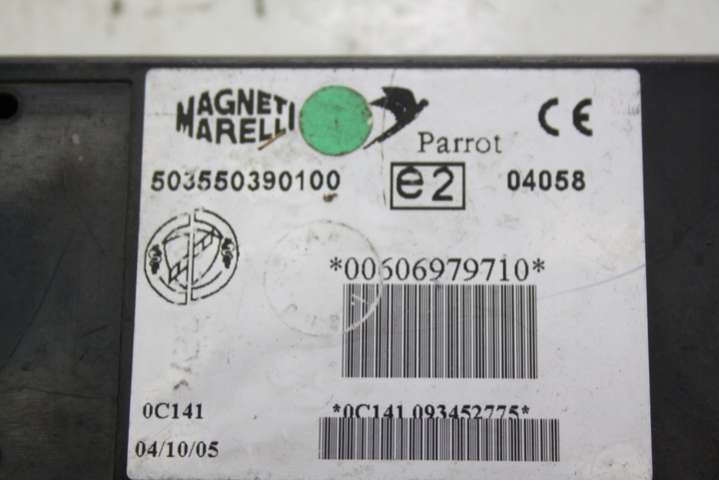 MAGNETI
MARELLI
Parrot
CE
503550390100
e2
04058
*00606979710*
0C141
*0C141 093452775*
04/10/05